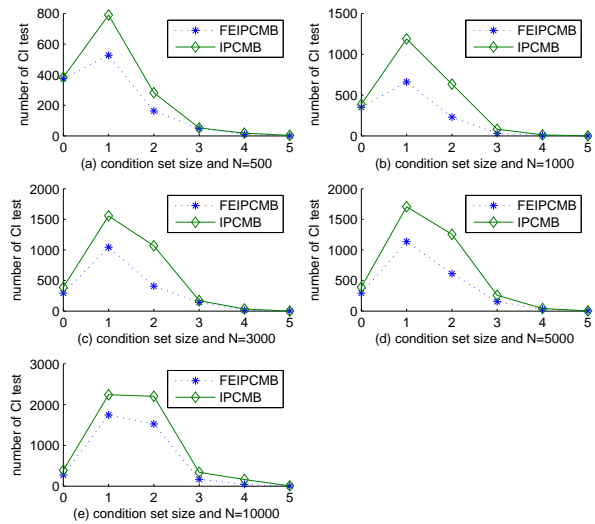 800
600
400
200
0
number of CI test
0 1 2 3 4 5
FEIPCMB
IPCMB
(a) condition set size and N=500
1500
1000
500
0
number of CI test
0 1 2 3 4 5
FEIPCMB
IPCMB
(b) condition set size and N=1000
2000
1500
1000
500
0
number of CI test
0 1 2 3 4 5
FEIPCMB
IPCMB
(c) condition set size and N=3000
2000
1500
1000
500
0
number of CI test
0 1 2 3 4 5
FEIPCMB
IPCMB
(d) condition set size and N=5000
3000
2000
1000
0
number of CI test
0 1 2 3 4 5
FEIPCMB
IPCMB
(e) condition set size and N=10000